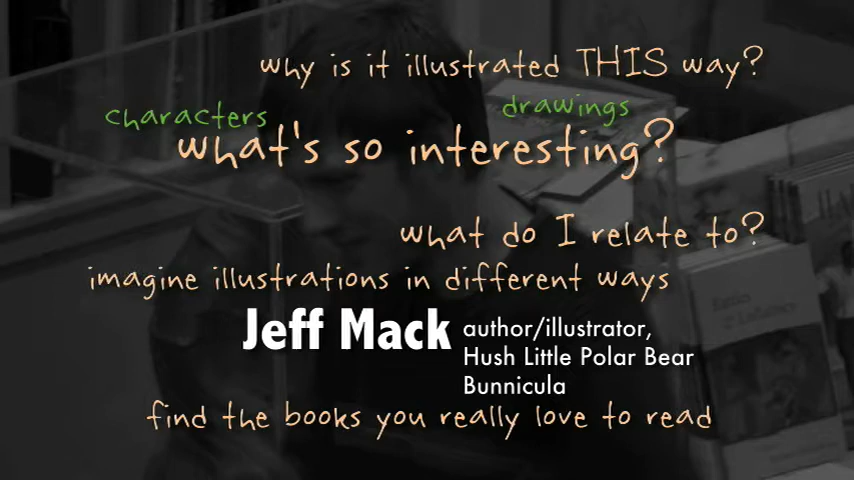 why is it illustrated THIS way?
characters
drawings
what's so interesting?
what do I relate to?
imagine illustrations in different ways
Jeff Mack
author/illustrator,
Hush Little Polar Bear
Bunnicula
find the books you really love to read